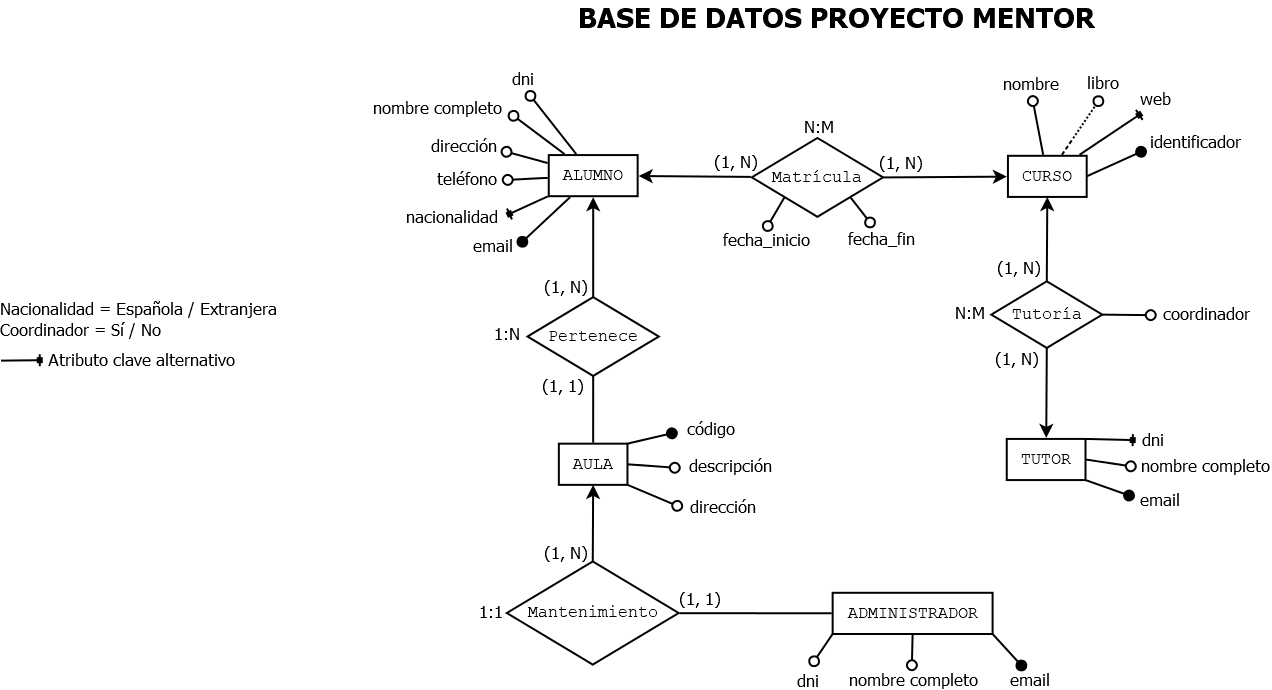 BASE DE DATOS PROYECTO MENTOR
dni
nombre completo
dirección
teléfono
nacionalidad
email
ALUMNO
N:M
(1, N)
(1, N)
Matrícula
fecha_inicio
fecha_fin
nombre
libro
web
identificador
CURSO
(1, N)
N:M
Tutoría
coordinador
(1, N)
TUTOR
dni
nombre completo
email
(1, N)
1:N
Pertenece
(1, 1)
Nacionalidad = Española / Extranjera
Coordinador = Sí / No
Atributo clave alternativo
AULA
código
descripción
dirección
(1, N)
1:1
Mantenimiento
(1, 1)
ADMINISTRADOR
dni
nombre completo
email